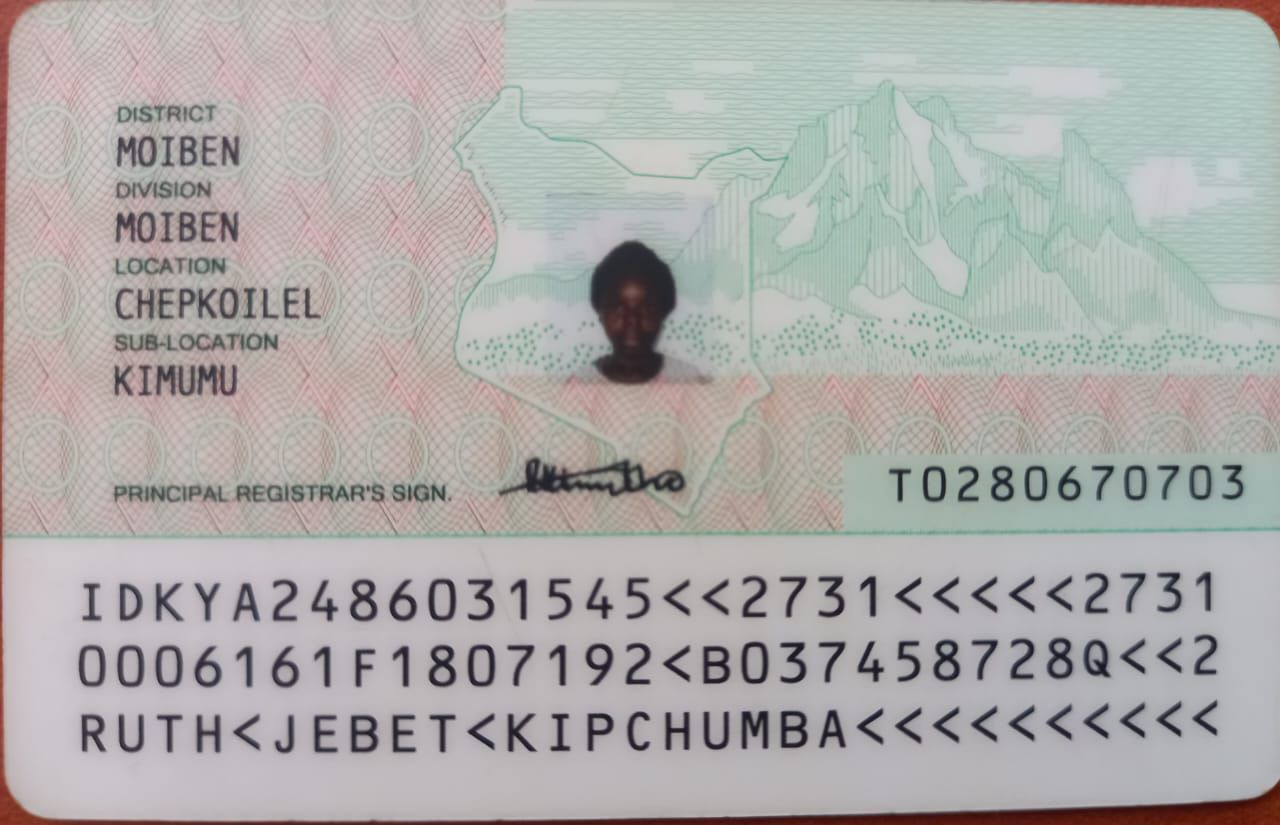 DISTRICT
MOIBEN
DIVISION
MOIBEN
LOCATION
CHEPKOILEL
SUB-LOCATION
KIMUMU
PRINCIPAL REGISTRAR'S SIGN.
T0280670703
IDKYA2486031545<<2731<<<<<2731
0006161F1807192<B037458728Q<<2
RUTH<JEBET<KIPCHUMBA<<<<<<<<<<